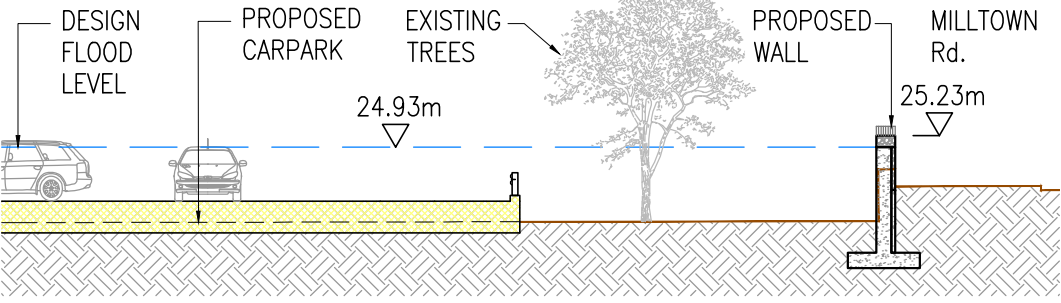 DESIGN
FLOOD
LEVEL
PROPOSED
CARPARK
EXISTING
TREES
PROPOSED
WALL
MILLTOWN
Rd.
24.93m
25.23m